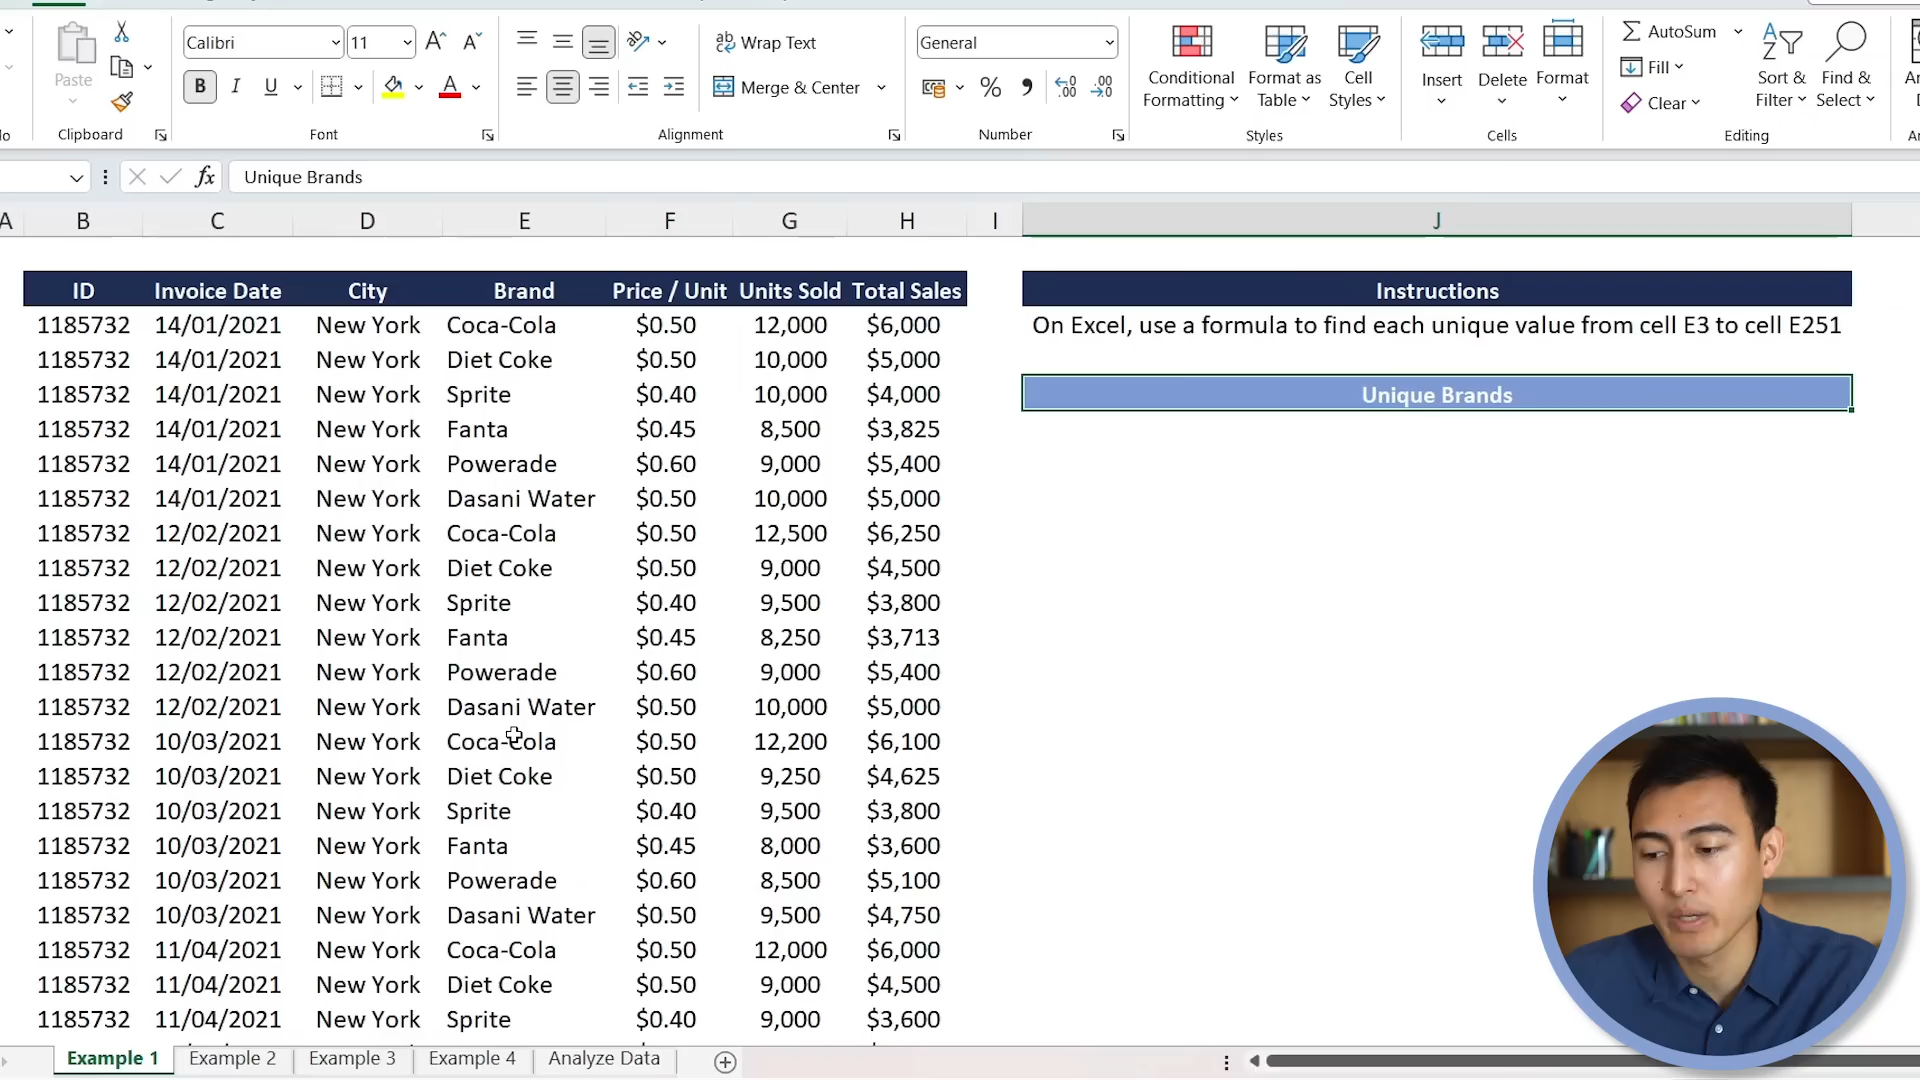 Calibri 11 Wrap Text General AutoSum
Paste Merge & Center Conditional Formatting Format as Table Cell Styles Insert Delete Format Fill Clear Sort & Filter Find & Select
Clipboard Font Alignment Number Styles Cells Editing
fx Unique Brands
A B C D E F G H I J
ID Invoice Date City Brand Price / Unit Units Sold Total Sales Instructions
1185732 14/01/2021 New York Coca-Cola $0.50 12,000 $6,000 On Excel, use a formula to find each unique value from cell E3 to cell E251
1185732 14/01/2021 New York Diet Coke $0.50 10,000 $5,000
1185732 14/01/2021 New York Sprite $0.40 10,000 $4,000 Unique Brands
1185732 14/01/2021 New York Fanta $0.45 8,500 $3,825
1185732 14/01/2021 New York Powerade $0.60 9,000 $5,400
1185732 14/01/2021 New York Dasani Water $0.50 10,000 $5,000
1185732 12/02/2021 New York Coca-Cola $0.50 12,500 $6,250
1185732 12/02/2021 New York Diet Coke $0.50 9,000 $4,500
1185732 12/02/2021 New York Sprite $0.40 9,500 $3,800
1185732 12/02/2021 New York Fanta $0.45 8,250 $3,713
1185732 12/02/2021 New York Powerade $0.60 9,000 $5,400
1185732 12/02/2021 New York Dasani Water $0.50 10,000 $5,000
1185732 10/03/2021 New York Coca-Cola $0.50 12,200 $6,100
1185732 10/03/2021 New York Diet Coke $0.50 9,250 $4,625
1185732 10/03/2021 New York Sprite $0.40 9,500 $3,800
1185732 10/03/2021 New York Fanta $0.45 8,000 $3,600
1185732 10/03/2021 New York Powerade $0.60 8,500 $5,100
1185732 10/03/2021 New York Dasani Water $0.50 9,500 $4,750
1185732 11/04/2021 New York Coca-Cola $0.50 12,000 $6,000
1185732 11/04/2021 New York Diet Coke $0.50 9,000 $4,500
1185732 11/04/2021 New York Sprite $0.40 9,000 $3,600
Example 1 Example 2 Example 3 Example 4 Analyze Data